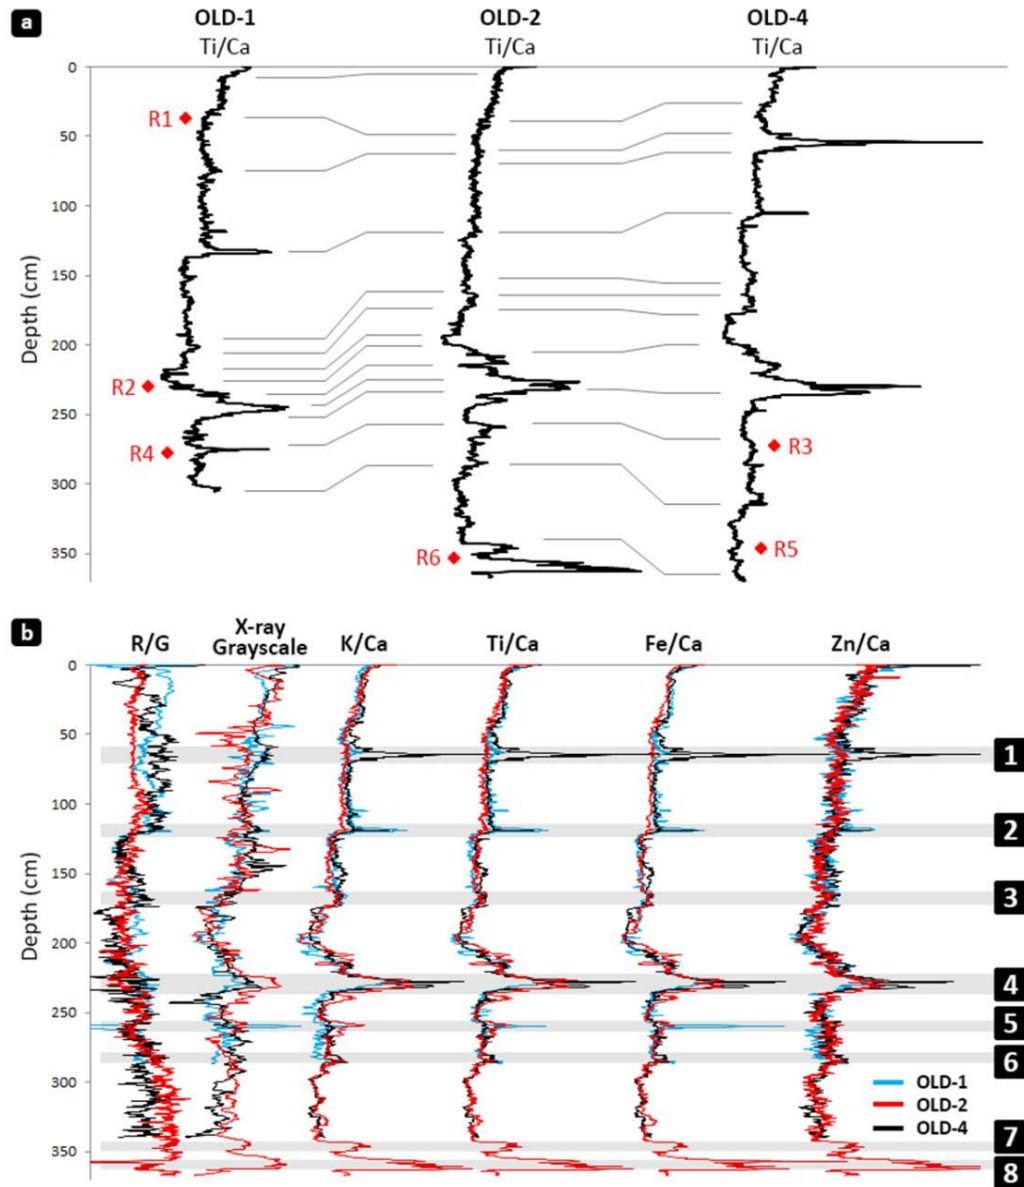 a
OLD-1
OLD-2
OLD-4
Ti/Ca
Ti/Ca
Ti/Ca
0
R1
50
100
150
200
R2
250
R4
R3
300
350
R6
R5
Depth (cm)
b
R/G
X-ray
Grayscale
K/Ca
Ti/Ca
Fe/Ca
Zn/Ca
0
50
1
100
2
150
3
200
4
250
5
6
300
OLD-1
OLD-2
OLD-4
7
350
8
Depth (cm)